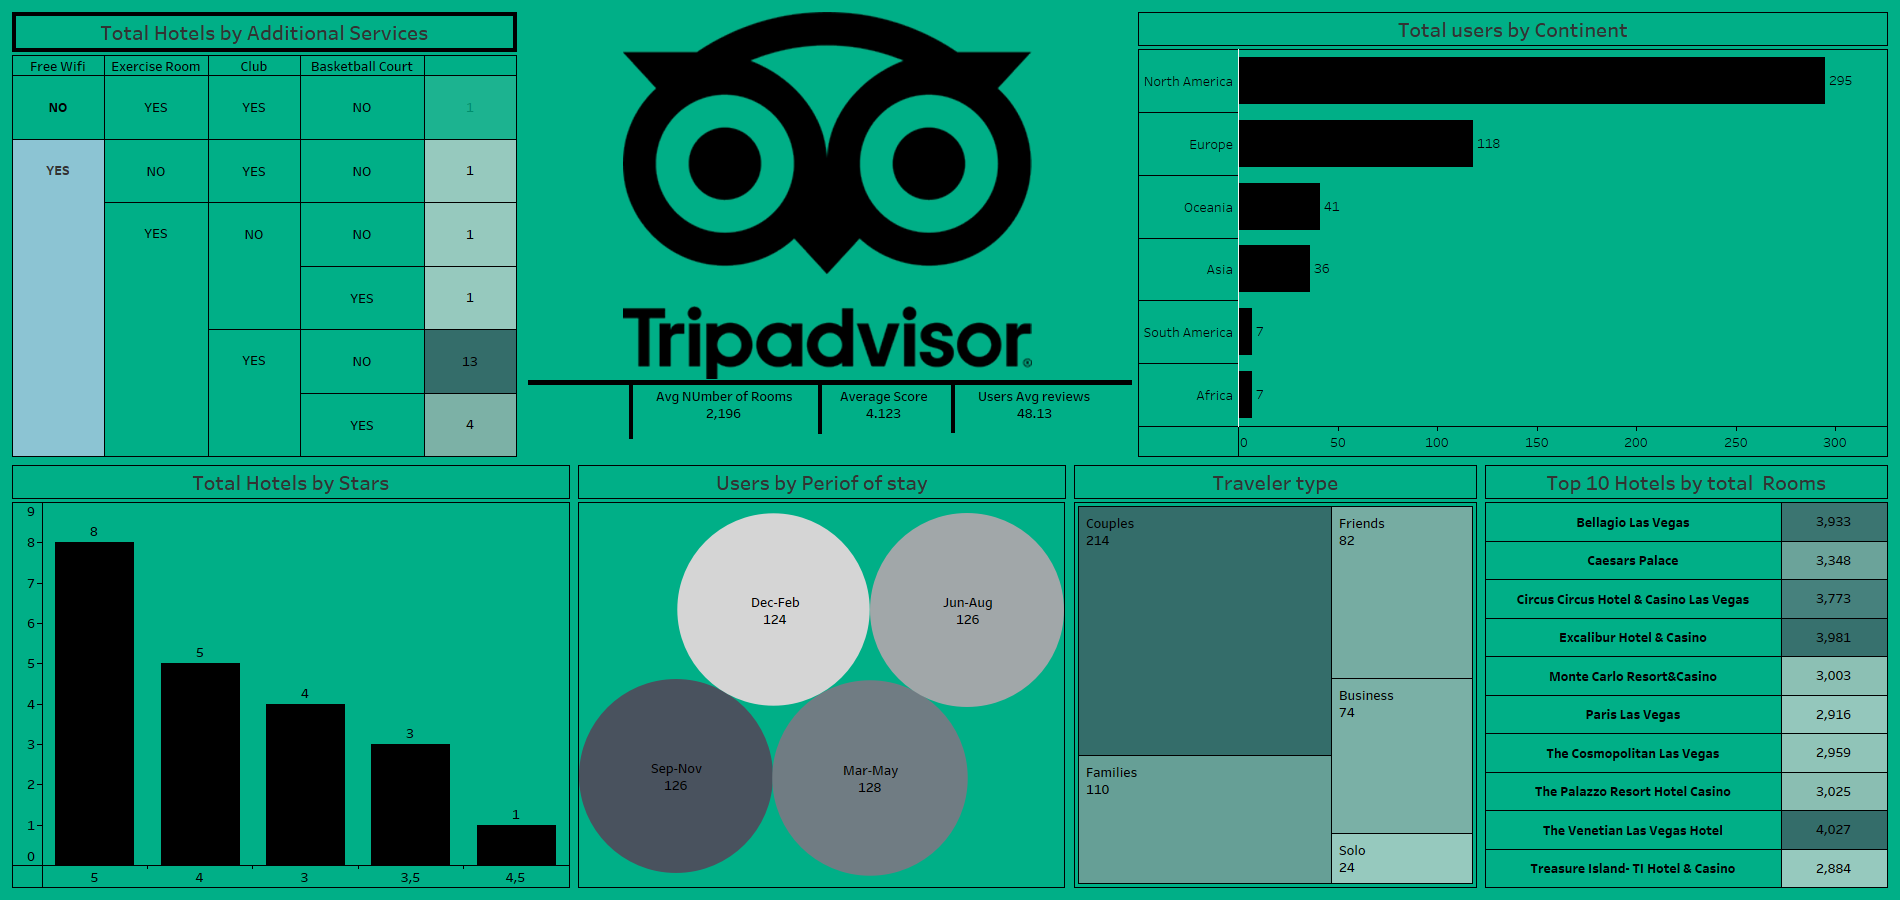 Total Hotels by Additional Services
Free Wifi Exercise Room Club Basketball Court
NO YES YES NO 1
YES NO YES NO 1
YES NO NO 1
YES 1
YES NO 13
YES 4
Tripadvisor®
Avg NUmber of Rooms
2,196
Average Score
4.123
Users Avg reviews
48.13
Total users by Continent
North America 295
Europe 118
Oceania 41
Asia 36
South America 7
Africa 7
0 50 100 150 200 250 300
Total Hotels by Stars
9
8
7
6
5
4
3
2
1
0
8
5
4
3
1
5 4 3 3,5 4,5
Users by Periof of stay
Dec-Feb
124
Jun-Aug
126
Sep-Nov
126
Mar-May
128
Traveler type
Couples
214
Friends
82
Business
74
Families
110
Solo
24
Top 10 Hotels by total  Rooms
Bellagio Las Vegas 3,933
Caesars Palace 3,348
Circus Circus Hotel & Casino Las Vegas 3,773
Excalibur Hotel & Casino 3,981
Monte Carlo Resort&Casino 3,003
Paris Las Vegas 2,916
The Cosmopolitan Las Vegas 2,959
The Palazzo Resort Hotel Casino 3,025
The Venetian Las Vegas Hotel 4,027
Treasure Island- TI Hotel & Casino 2,884